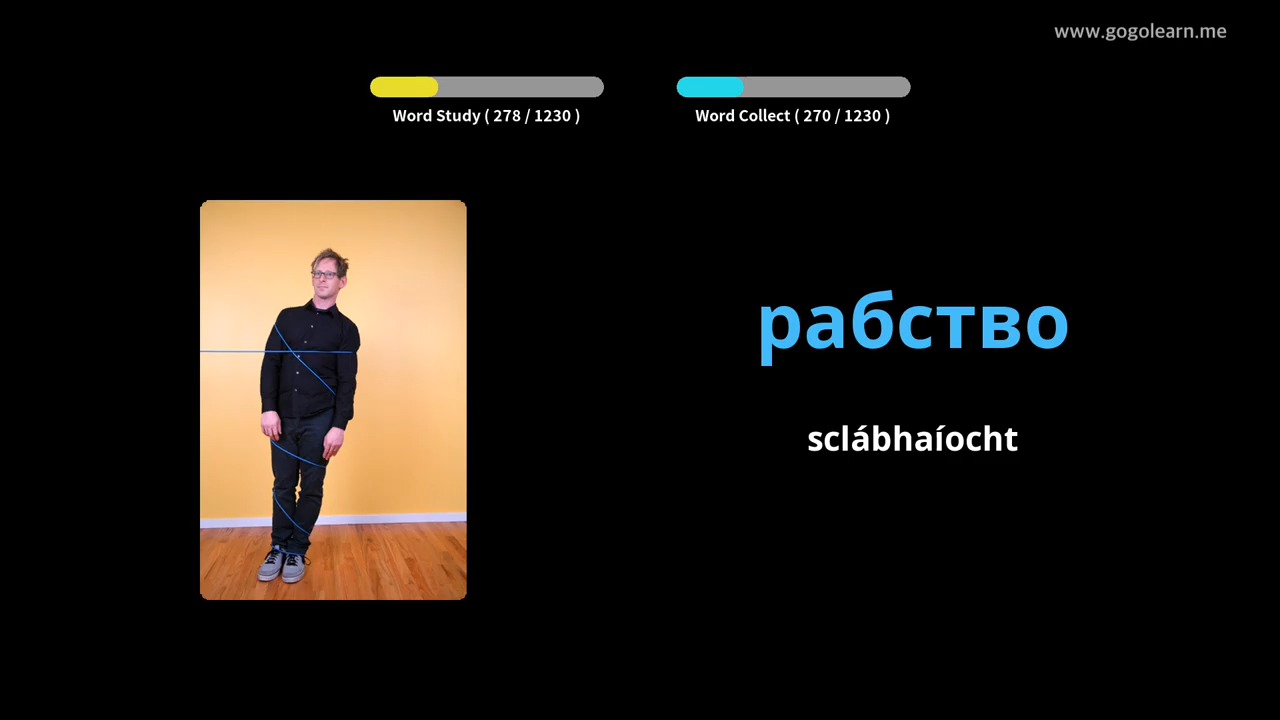 www.gogolearn.me
Word Study ( 278 / 1230 )
Word Collect ( 270 / 1230 )
рабство
sclábhaíocht